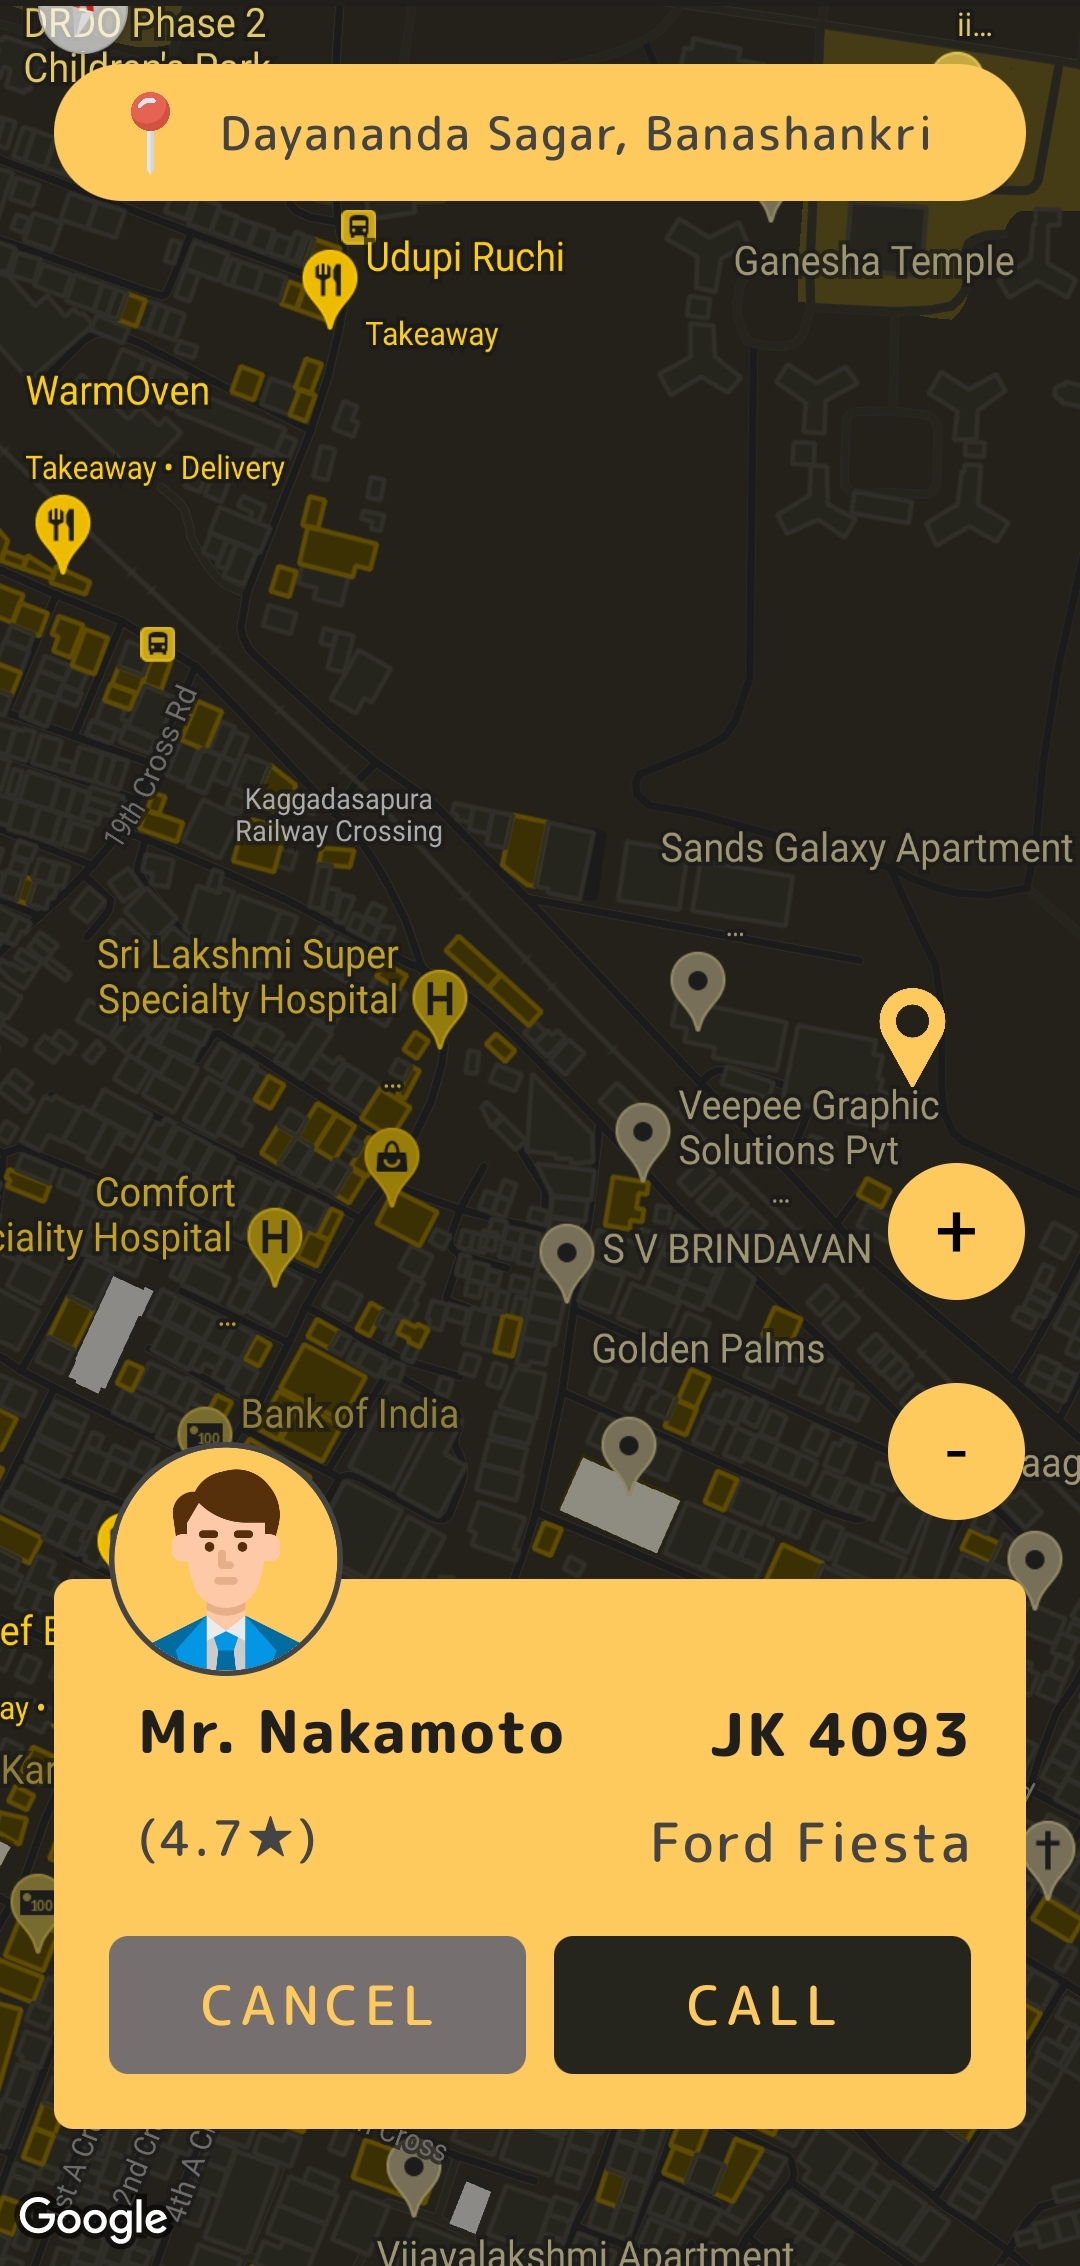 DRDO Phase 2
Children's Park
ii...
Dayananda Sagar, Banashankri
Udupi Ruchi
Takeaway
Ganesha Temple
WarmOven
Takeaway • Delivery
19th Cross Rd
Kaggadasapura
Railway Crossing
Sands Galaxy Apartment
...
Sri Lakshmi Super
Specialty Hospital
H
...
Veepee Graphic
Solutions Pvt
...
Comfort
ciality Hospital
H
S V BRINDAVAN
+
...
Golden Palms
Bank of India
100
-
aag
ef E
ay •
Kar
Mr. Nakamoto
JK 4093
(4.7★)
Ford Fiesta
100
CANCEL
CALL
st A Cr
2nd Cr
4th A C
Cross
Google
Vijayalakshmi Apartment